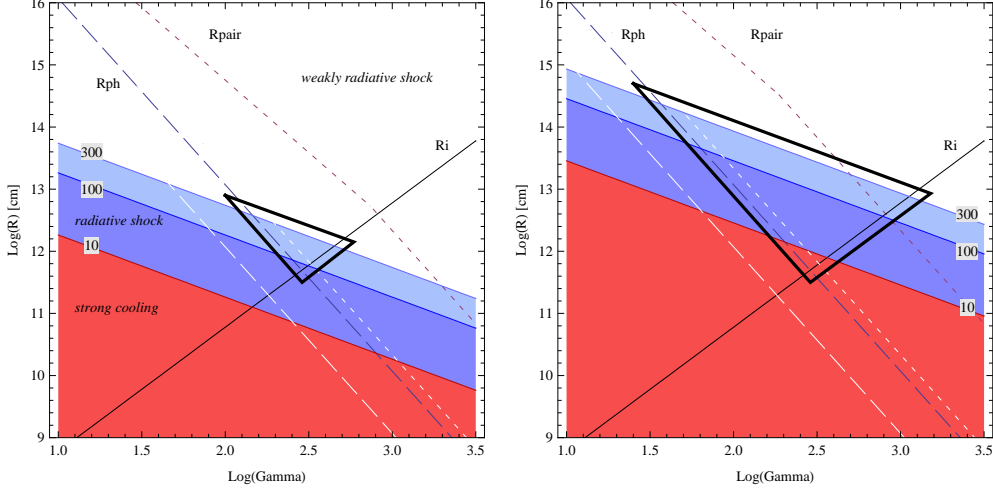 16
15
14
13
12
11
10
9
Log(R) [cm]
Rpair
weakly radiative shock
Rph
Ri
300
100
radiative shock
10
strong cooling
1.0 1.5 2.0 2.5 3.0 3.5
Log(Gamma)
16
15
14
13
12
11
10
9
Log(R) [cm]
Rph
Rpair
Ri
300
100
10
1.0 1.5 2.0 2.5 3.0 3.5
Log(Gamma)